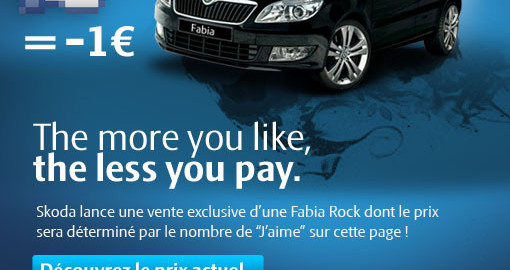 Fabia
= -1€
The more you like,
the less you pay.
Skoda lance une vente exclusive d'une Fabia Rock dont le prix
sera déterminé par le nombre de "J'aime" sur cette page !
Découvrez le prix actuel